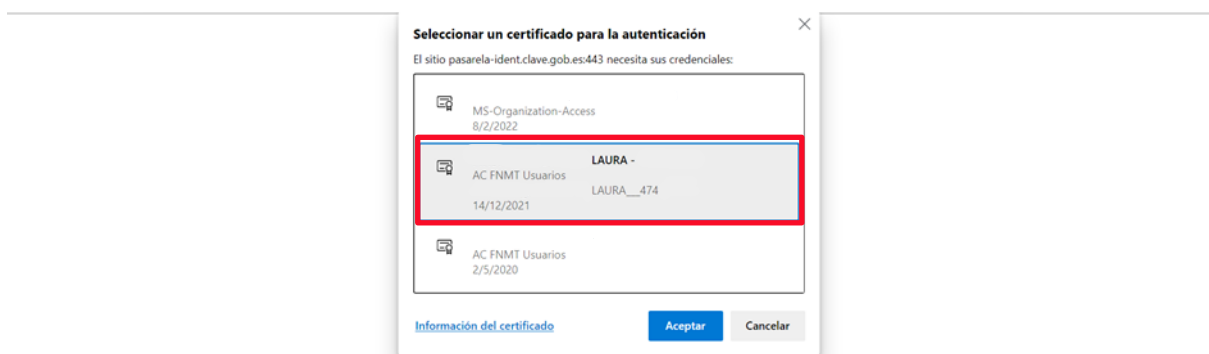 Seleccionar un certificado para la autenticación
El sitio pasarela-ident.clave.gob.es:443 necesita sus credenciales:
MS-Organization-Access
8/2/2022
LAURA -
AC FNMT Usuarios
LAURA__474
14/12/2021
AC FNMT Usuarios
2/5/2020
Información del certificado
Aceptar
Cancelar